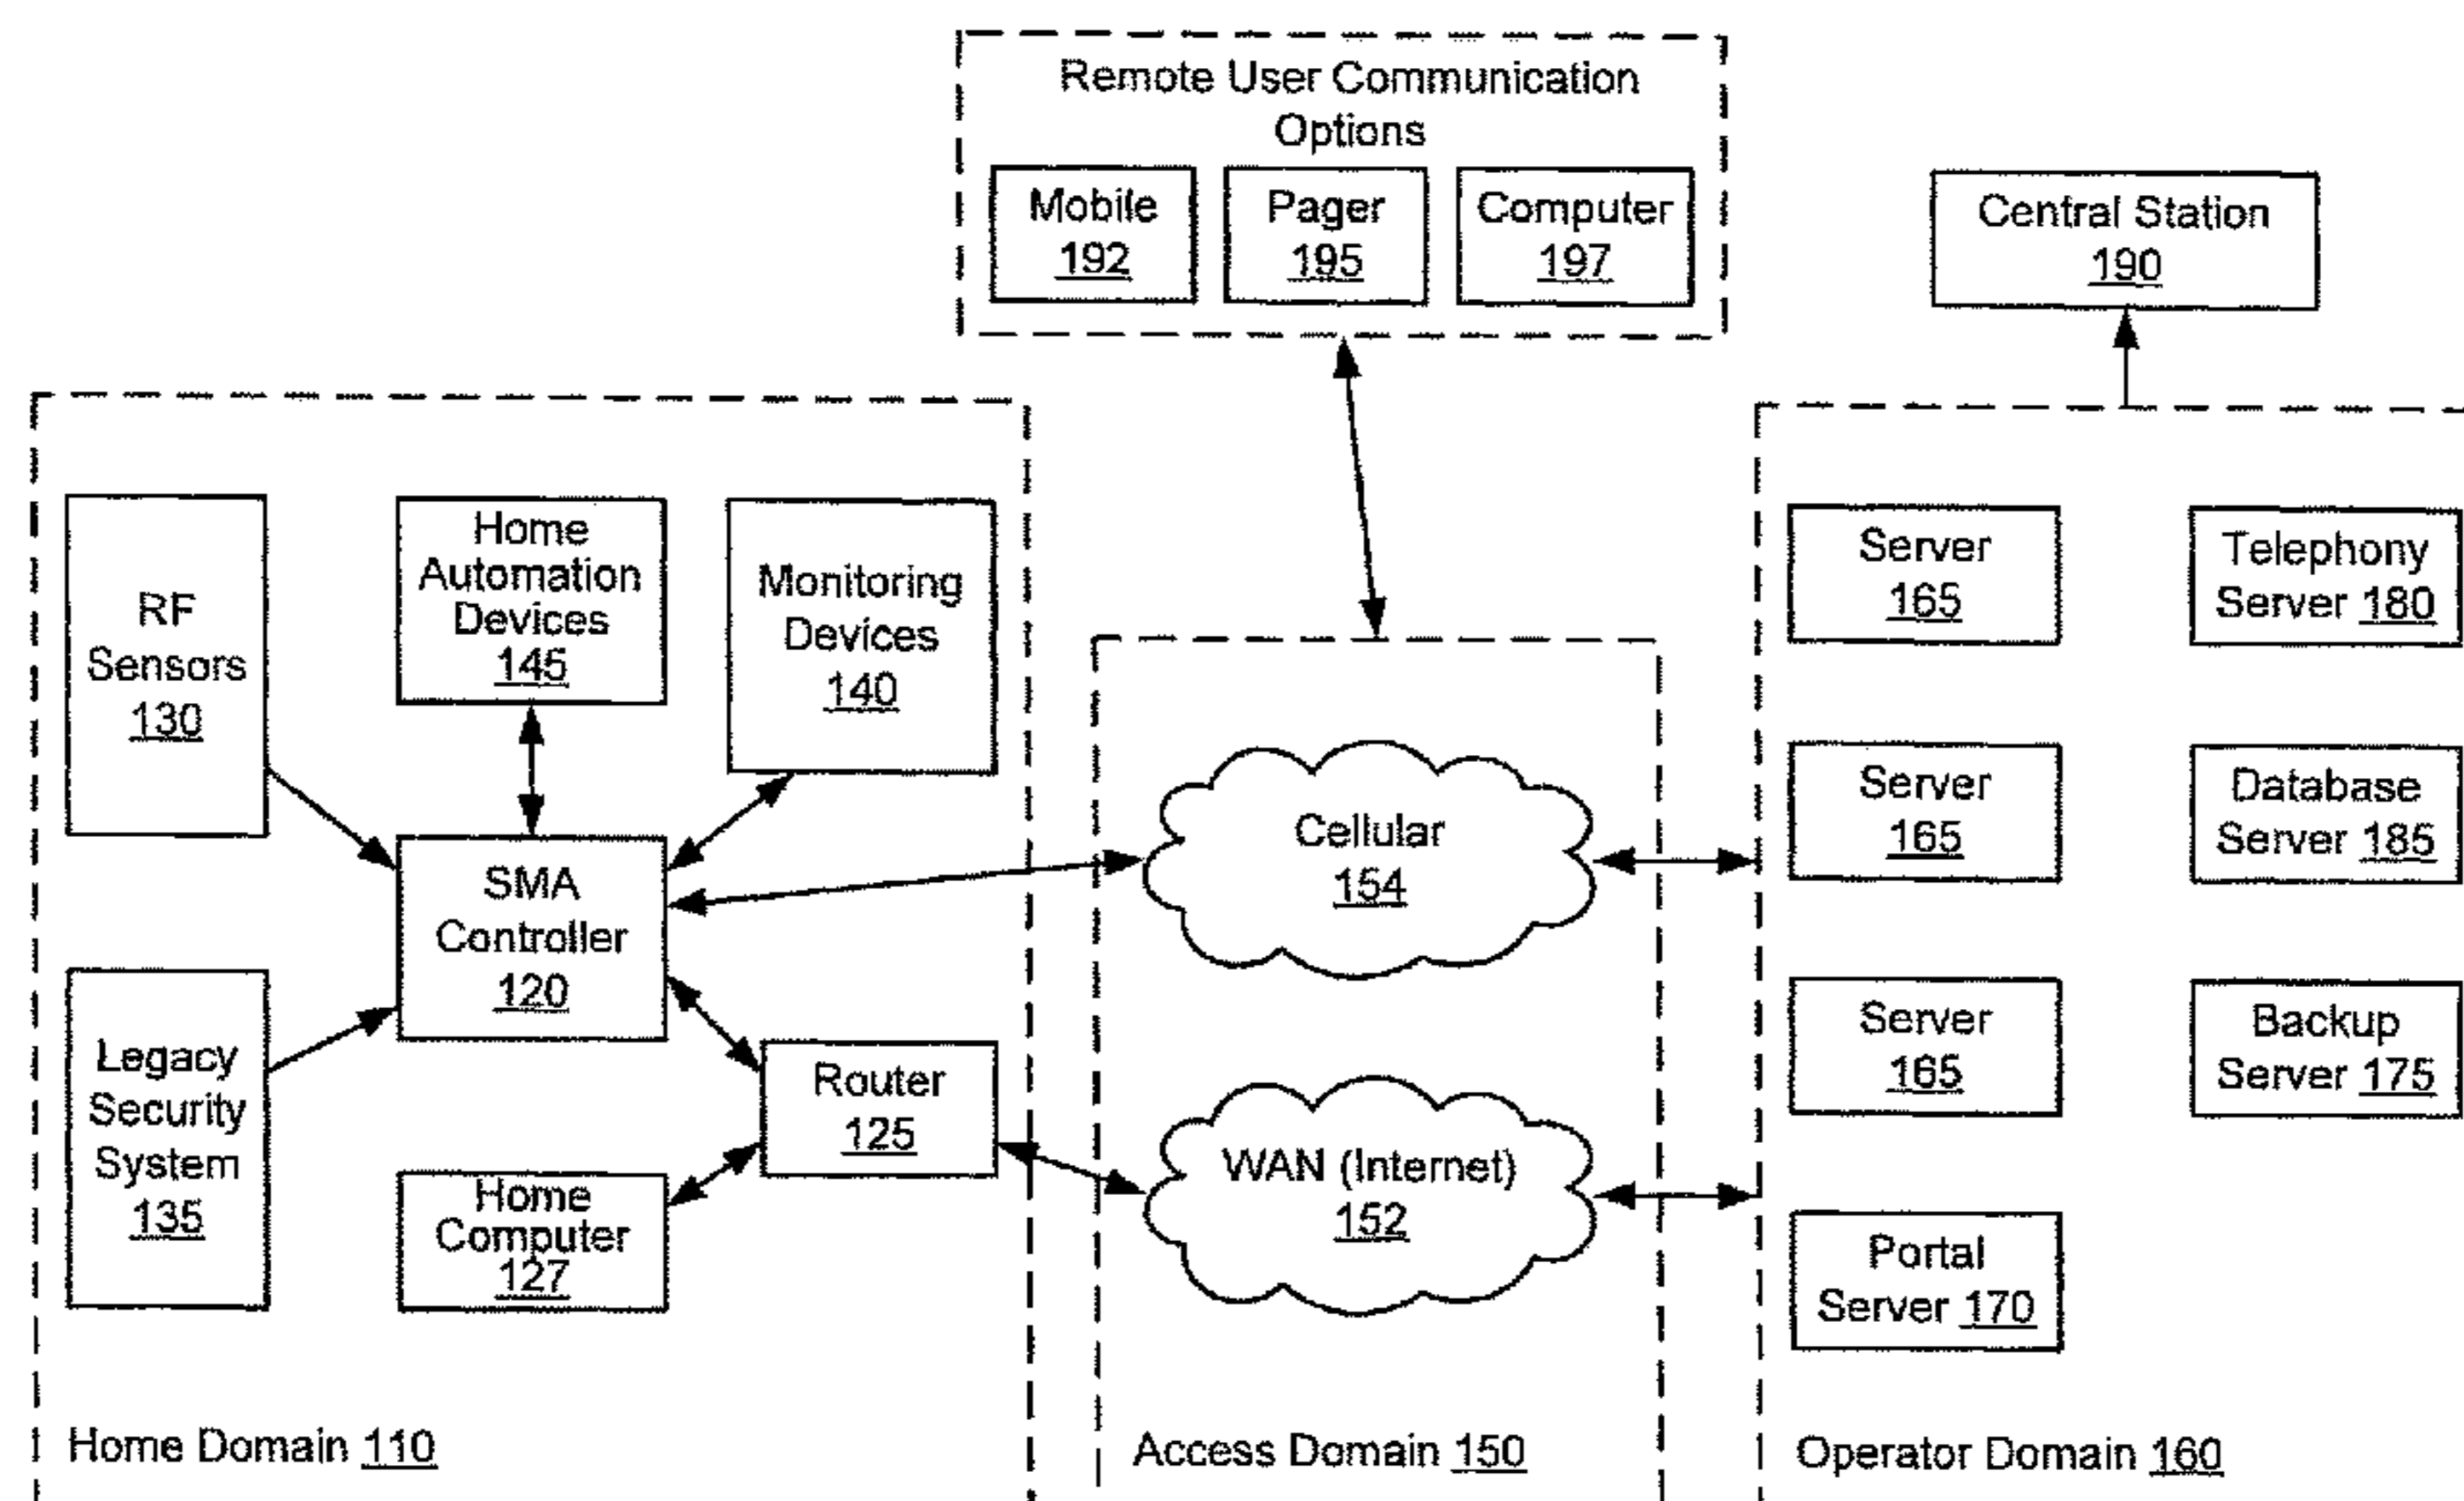 Remote User Communication
Options
Mobile
192
Pager
195
Computer
197
Central Station
190
RF
Sensors
130
Home
Automation
Devices
145
Monitoring
Devices
140
SMA
Controller
120
Legacy
Security
System
135
Router
125
Home
Computer
127
Home Domain 110
Cellular
154
WAN (Internet)
152
Access Domain 150
Server
165
Telephony
Server 180
Server
165
Database
Server 185
Server
165
Backup
Server 175
Portal
Server 170
Operator Domain 160